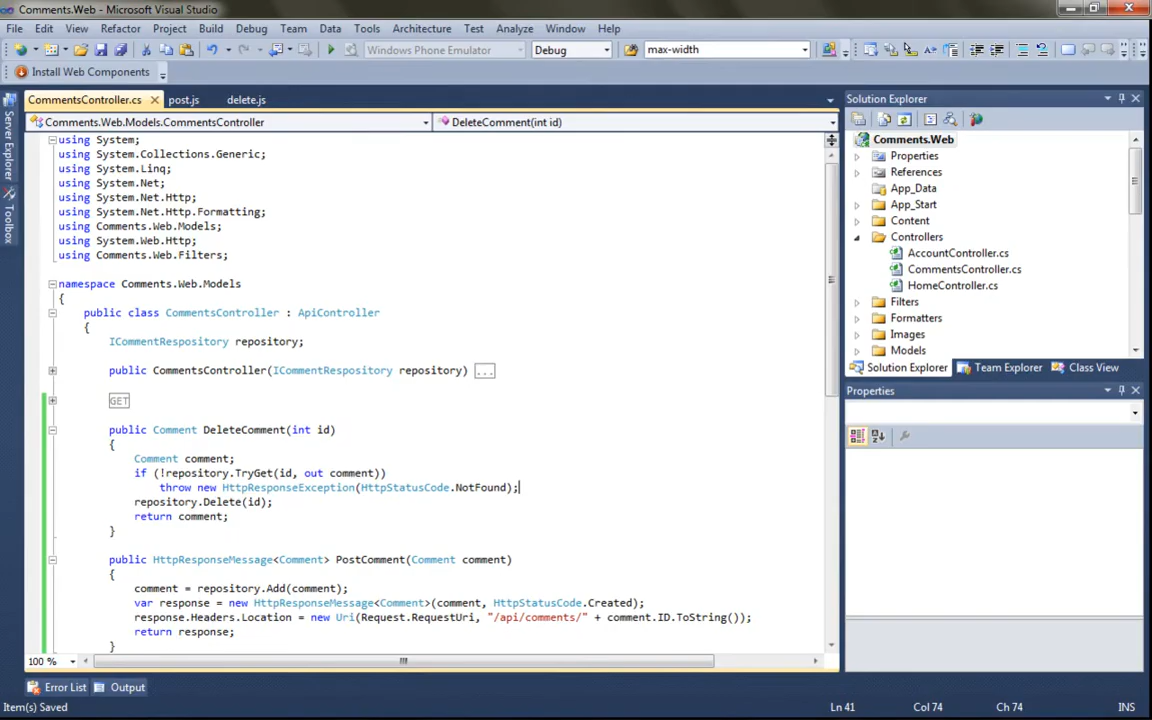 Comments.Web - Microsoft Visual Studio
File Edit View Refactor Project Build Debug Team Data Tools Architecture Test Analyze Window Help
Windows Phone Emulator Debug max-width
Install Web Components
CommentsController.cs post.js delete.js
Comments.Web.Models.CommentsController DeleteComment(int id)
using System;
using System.Collections.Generic;
using System.Linq;
using System.Net;
using System.Net.Http;
using System.Net.Http.Formatting;
using Comments.Web.Models;
using System.Web.Http;
using Comments.Web.Filters;
namespace Comments.Web.Models
{
public class CommentsController : ApiController
{
ICommentRespository repository;
public CommentsController(ICommentRespository repository) ...
GET
public Comment DeleteComment(int id)
{
Comment comment;
if (!repository.TryGet(id, out comment))
throw new HttpResponseException(HttpStatusCode.NotFound);
repository.Delete(id);
return comment;
}
public HttpResponseMessage<Comment> PostComment(Comment comment)
{
comment = repository.Add(comment);
var response = new HttpResponseMessage<Comment>(comment, HttpStatusCode.Created);
response.Headers.Location = new Uri(Request.RequestUri, "/api/comments/" + comment.ID.ToString());
return response;
}
100 %
Server Explorer
Toolbox
Solution Explorer
Comments.Web
Properties
References
App_Data
App_Start
Content
Controllers
AccountController.cs
CommentsController.cs
HomeController.cs
Filters
Formatters
Images
Models
Solution Explorer Team Explorer Class View
Properties
Error List Output
Item(s) Saved Ln 41 Col 74 Ch 74 INS